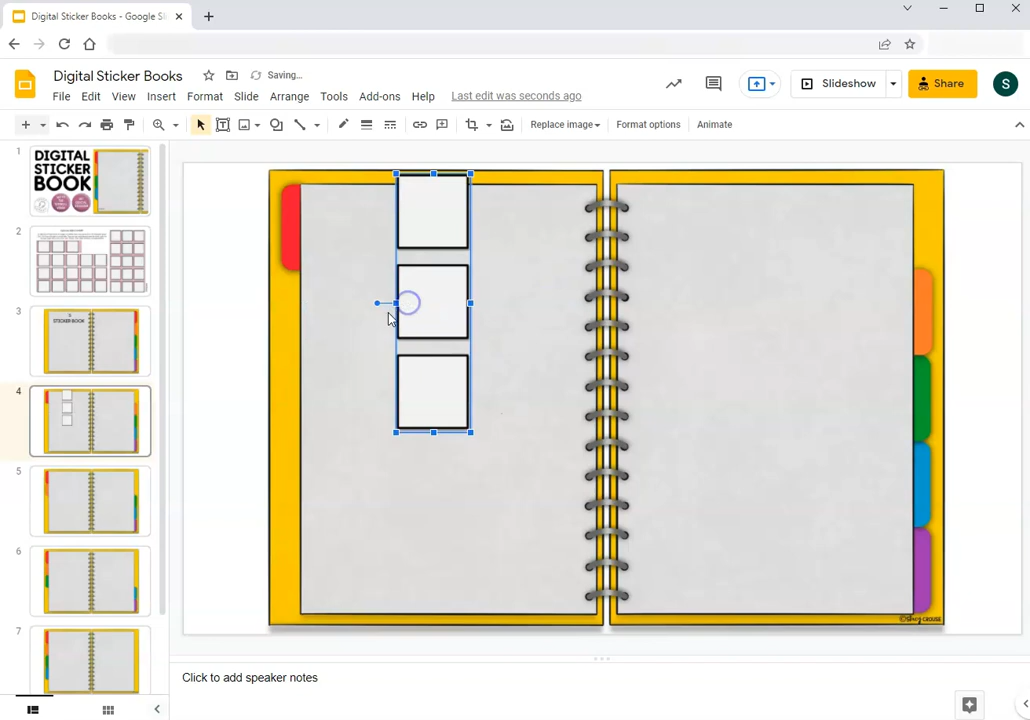 Digital Sticker Books - Google Sl
Digital Sticker Books
Saving...
File Edit View Insert Format Slide Arrange Tools Add-ons Help Last edit was seconds ago
Slideshow
Share
S
Replace image
Format options
Animate
1
DIGITAL
STICKER
BOOK
2
3
STICKER BOOK
4
5
6
7
©Stacy Crouse
Click to add speaker notes